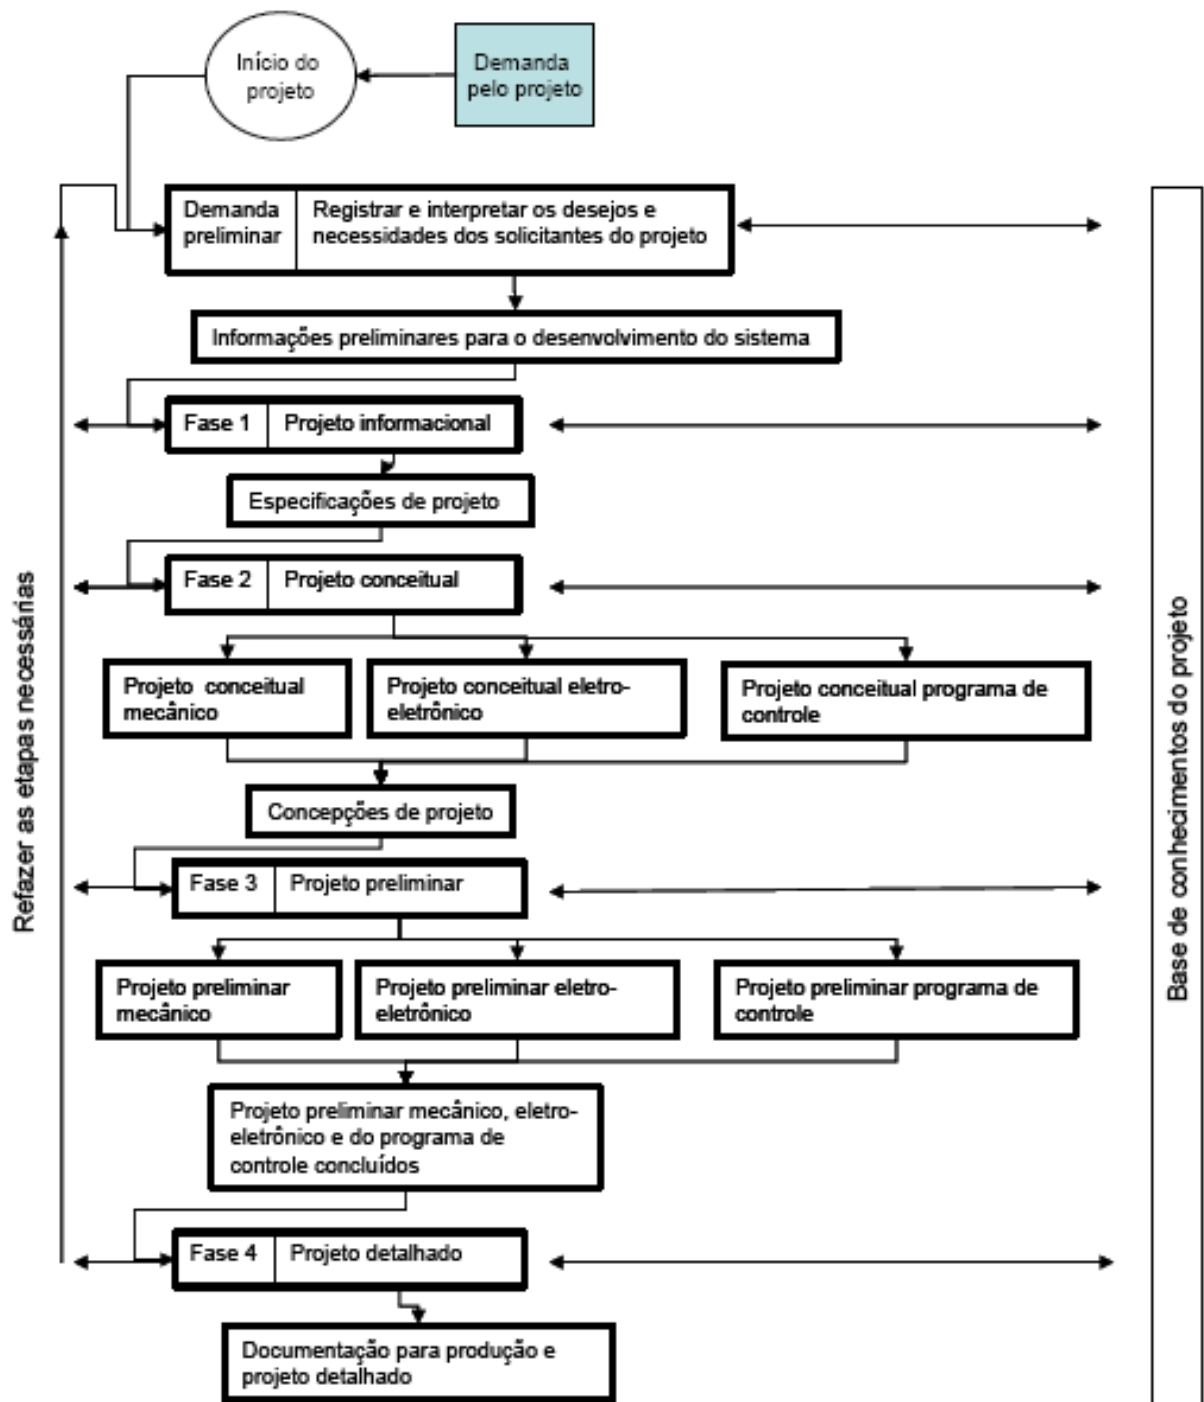 Início do
projeto
Demanda
pelo projeto
Demanda
preliminar
Registrar e interpretar os desejos e
necessidades dos solicitantes do projeto
Informações preliminares para o desenvolvimento do sistema
Fase 1
Projeto informacional
Especificações de projeto
Fase 2
Projeto conceitual
Projeto conceitual
mecânico
Projeto conceitual eletro-
eletrônico
Projeto conceitual programa de
controle
Concepções de projeto
Fase 3
Projeto preliminar
Projeto preliminar
mecânico
Projeto preliminar eletro-
eletrônico
Projeto preliminar programa de
controle
Projeto preliminar mecânico, eletro-
eletrônico e do programa de
controle concluídos
Fase 4
Projeto detalhado
Documentação para produção e
projeto detalhado
Refazer as etapas necessárias
Base de conhecimentos do projeto